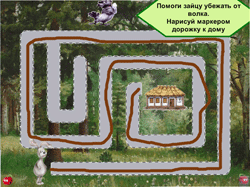 Помоги зайцу убежать от
волка.
Нарисуй маркером
дорожку к дому